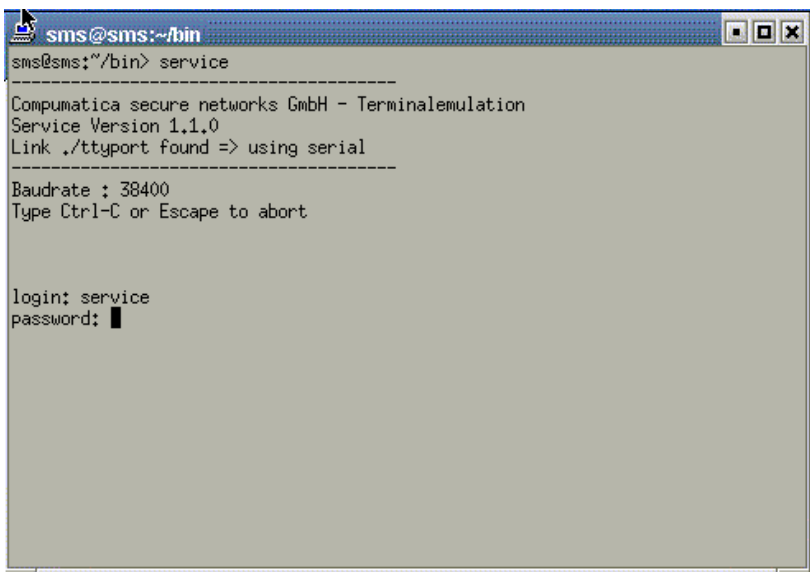 sms@sms:~/bin
sms@sms:~/bin> service
----------------------------------------
Compumatica secure networks GmbH - Terminalemulation
Service Version 1.1.0
Link ./ttyport found => using serial
----------------------------------------
Baudrate : 38400
Type Ctrl-C or Escape to abort
login: service
password: